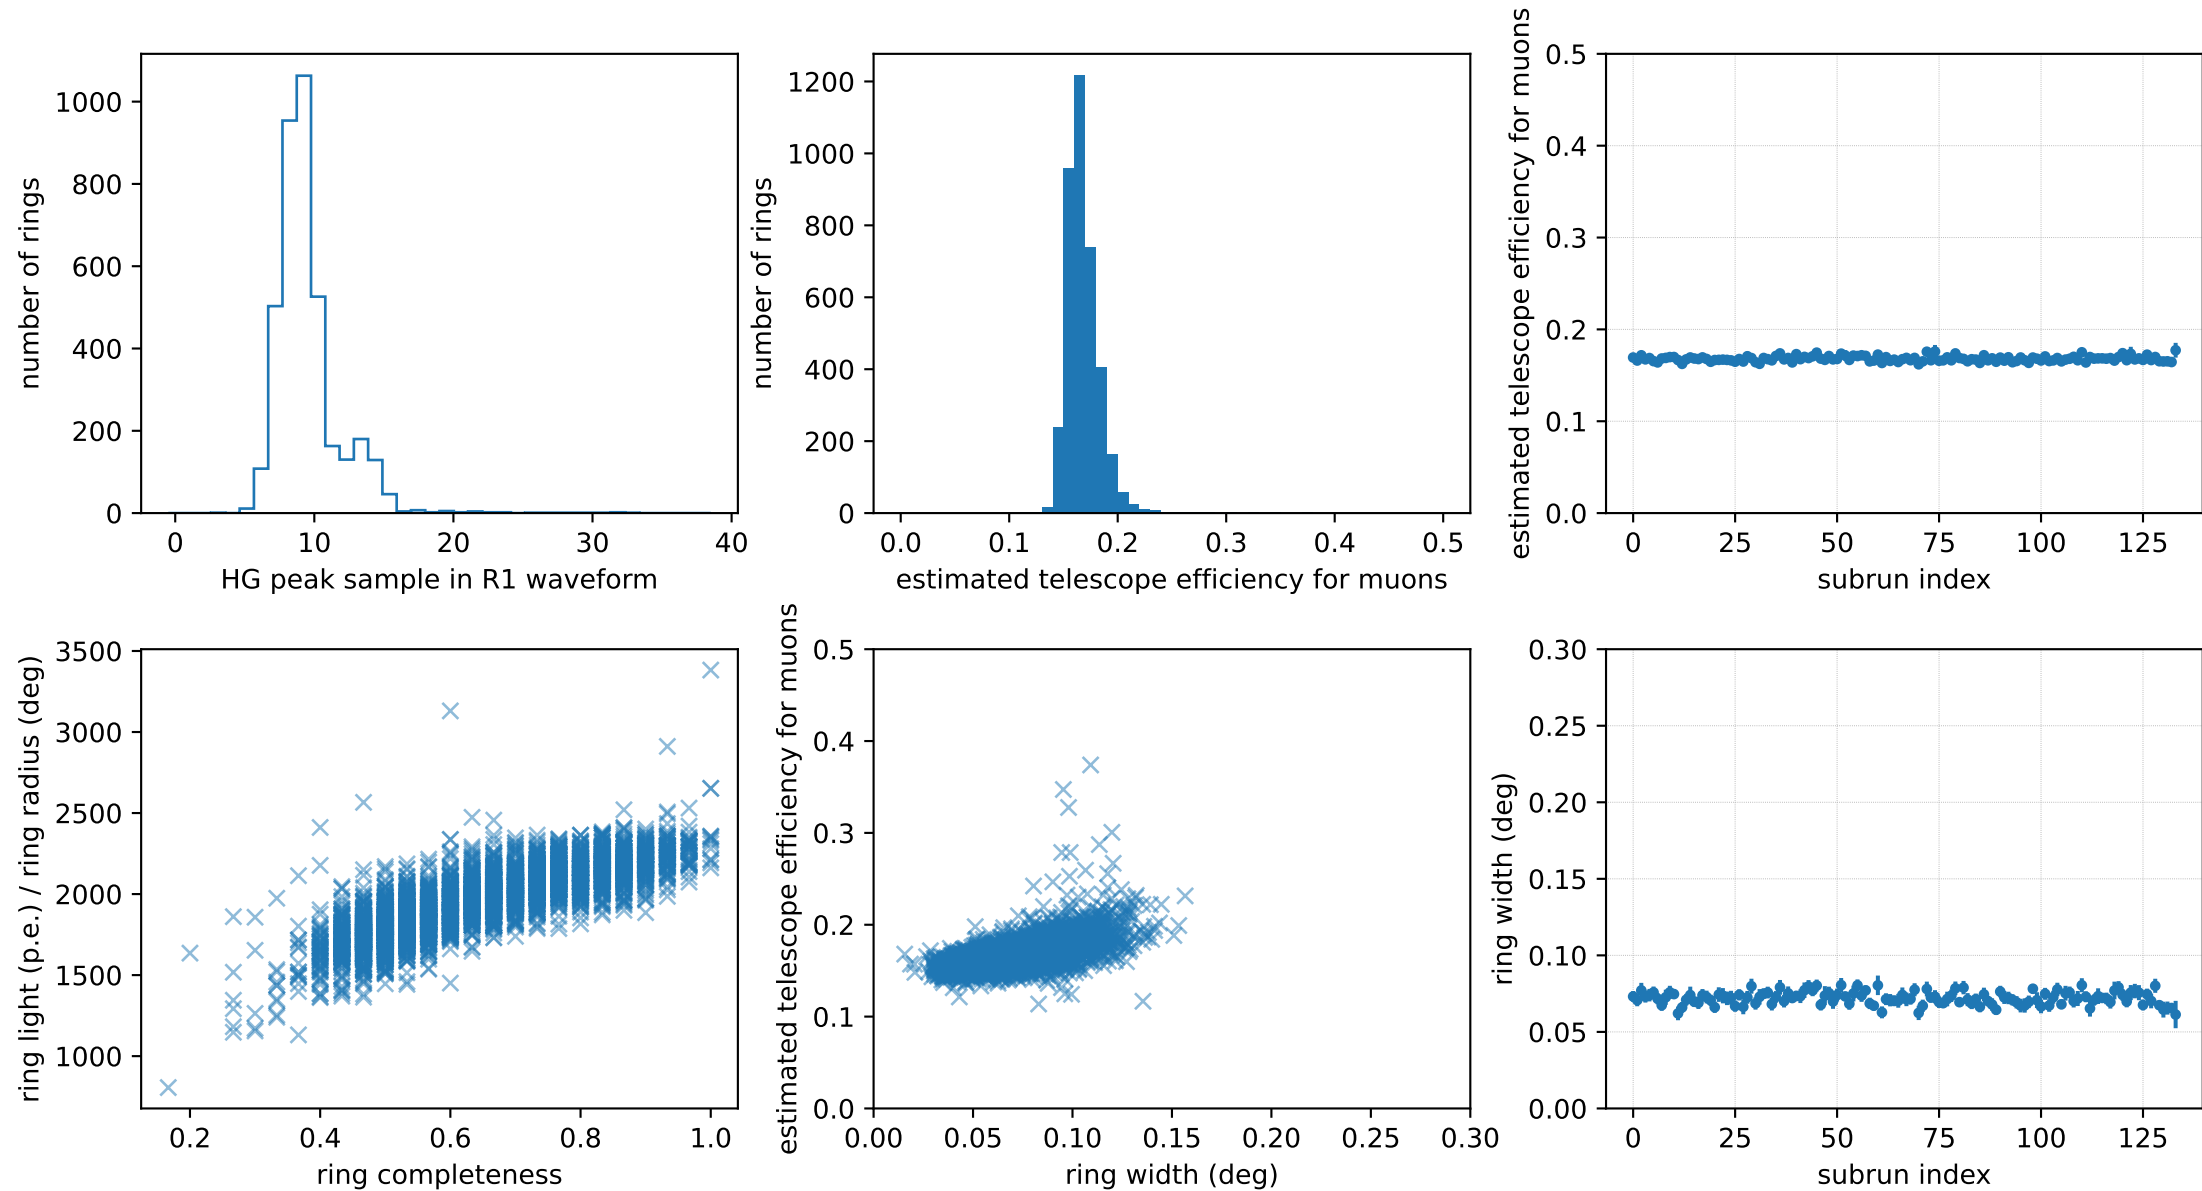 number of rings
1000
800
600
400
200
0
0 10 20 30 40
HG peak sample in R1 waveform
number of rings
1200
1000
800
600
400
200
0
0.0 0.1 0.2 0.3 0.4 0.5
estimated telescope efficiency for muons
estimated telescope efficiency for muons
0.5
0.4
0.3
0.2
0.1
0.0
0 25 50 75 100 125
subrun index
ring light (p.e.) / ring radius (deg)
3500
3000
2500
2000
1500
1000
0.2 0.4 0.6 0.8 1.0
ring completeness
estimated telescope efficiency for muons
0.5
0.4
0.3
0.2
0.1
0.0
0.00 0.05 0.10 0.15 0.20 0.25 0.30
ring width (deg)
ring width (deg)
0.30
0.25
0.20
0.15
0.10
0.05
0.00
0 25 50 75 100 125
subrun index